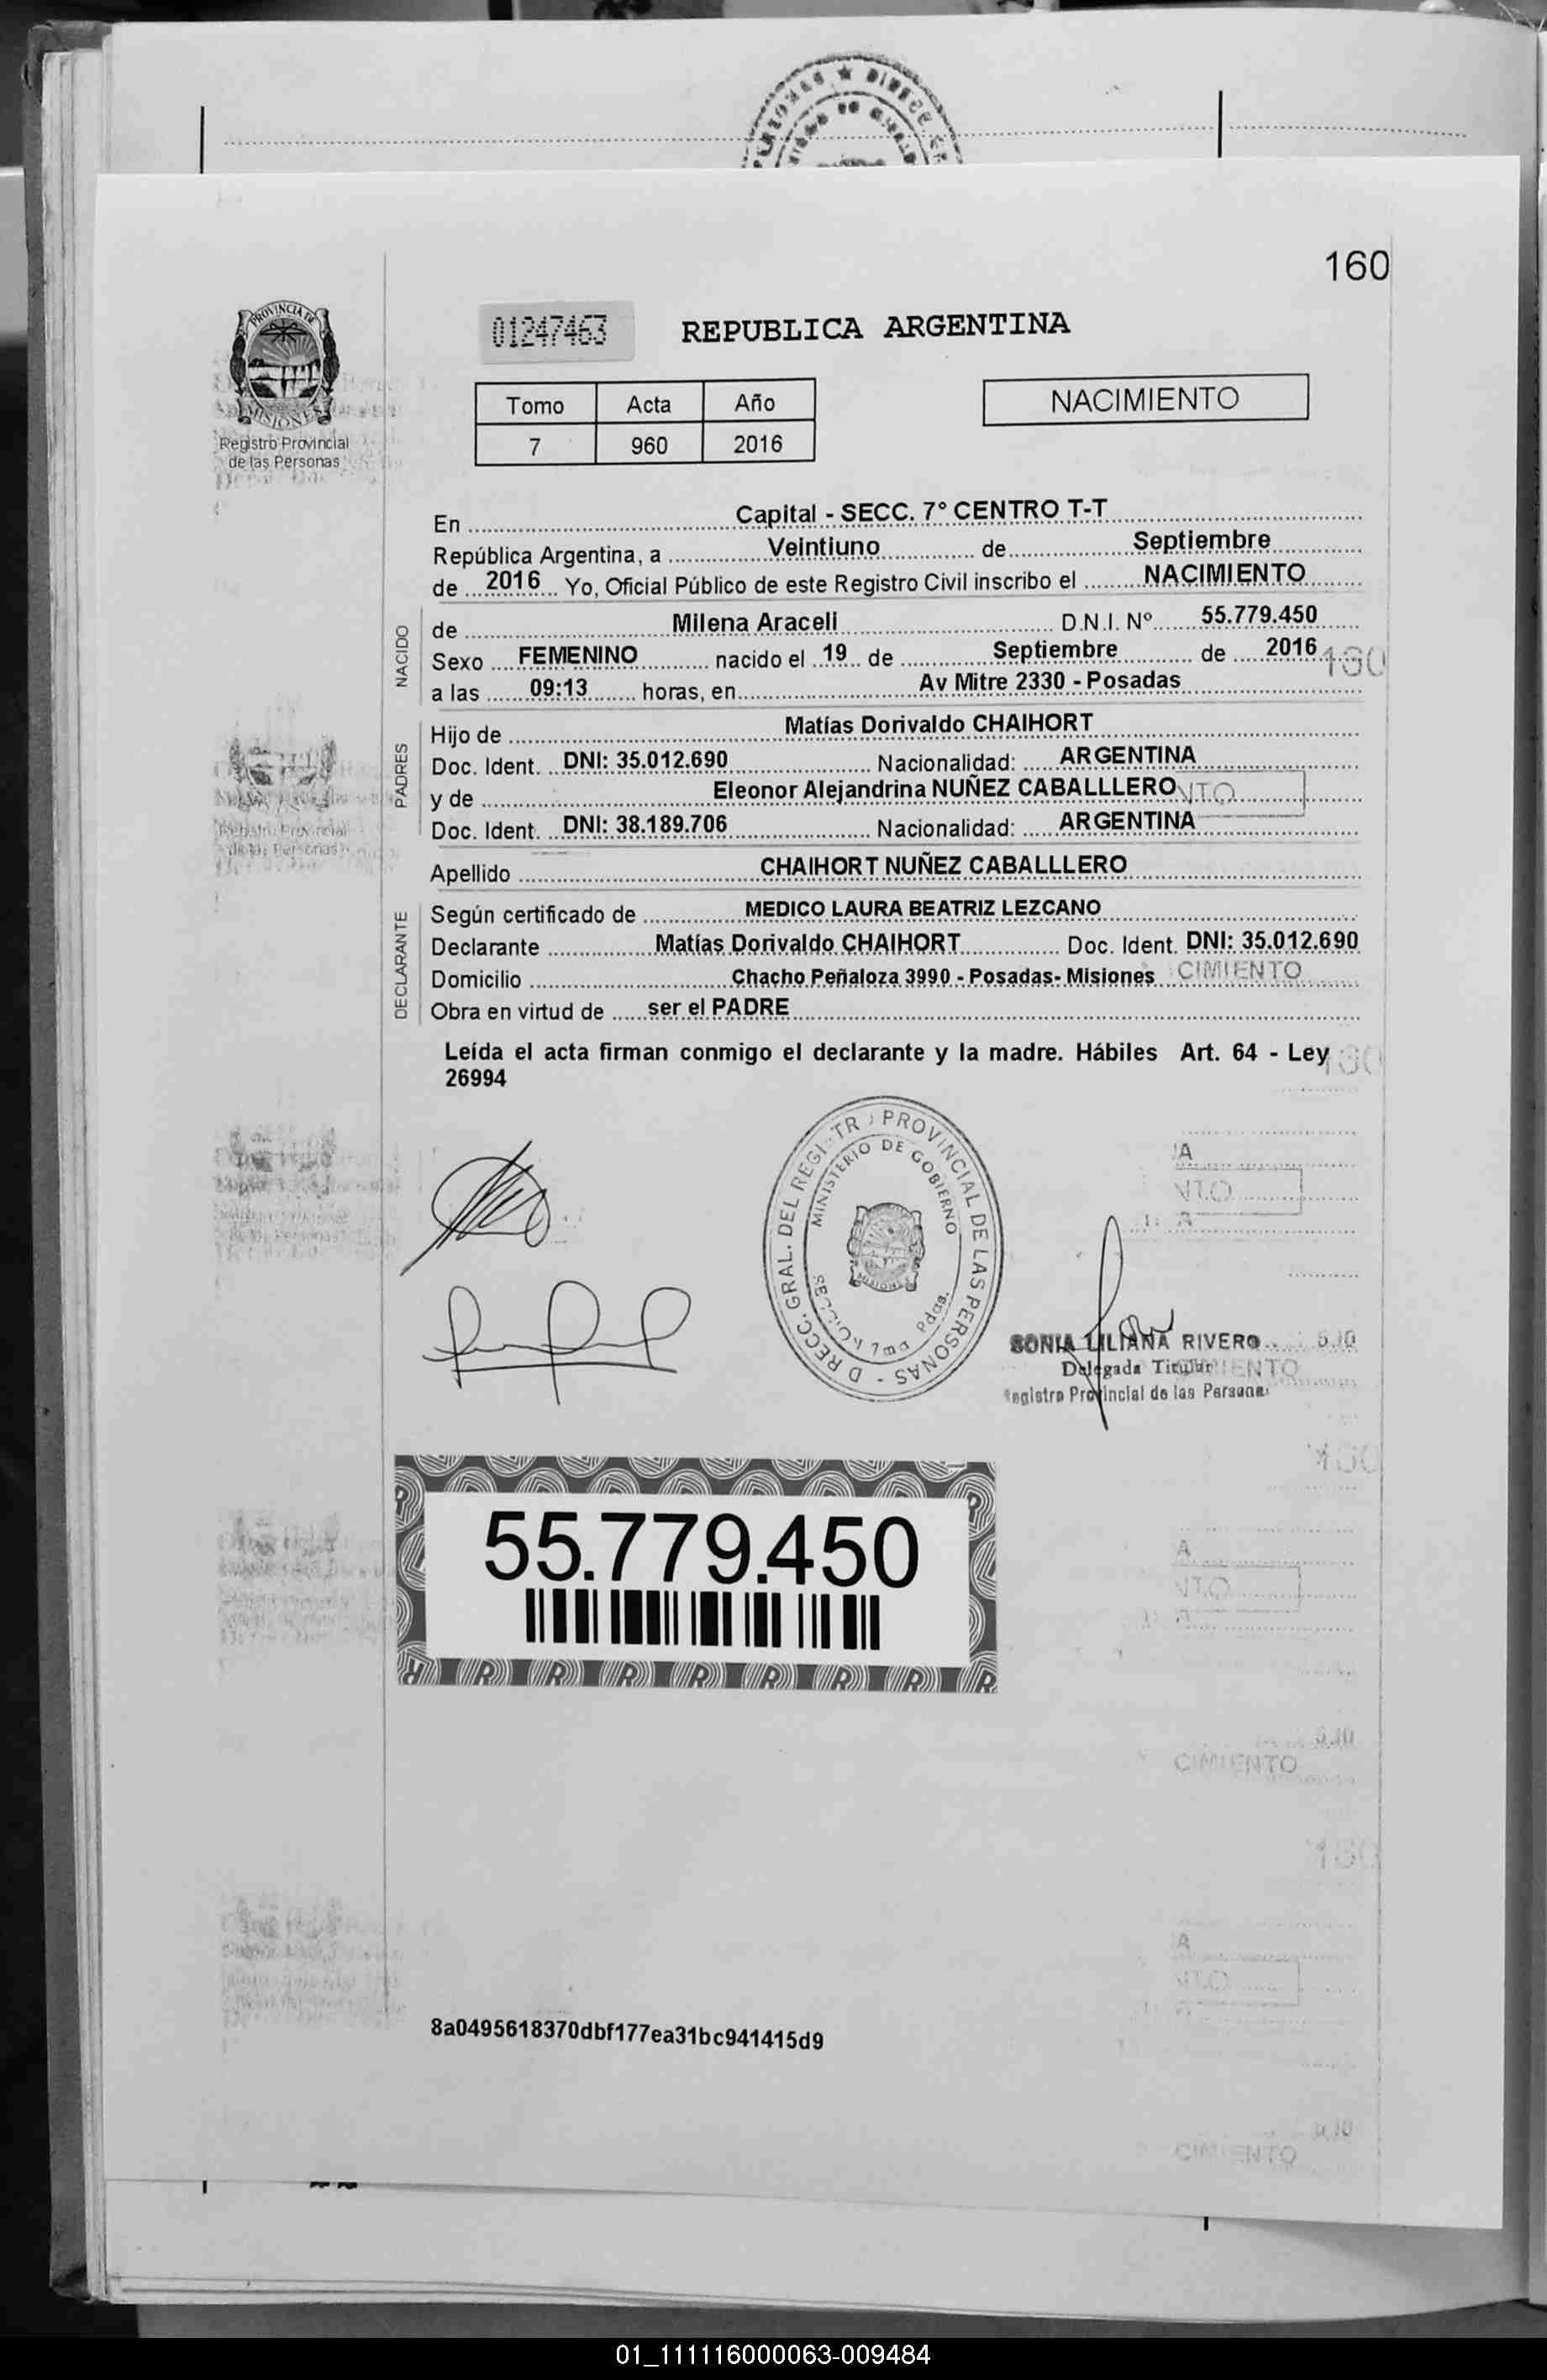 160
PROVINCIA DE
MISIONES
Registro Provincial
de las Personas
01247463
REPUBLICA ARGENTINA
Tomo Acta Año
7 960 2016
NACIMIENTO
En Capital - SECC. 7° CENTRO T-T
República Argentina, a Veintiuno de Septiembre
de 2016 Yo, Oficial Público de este Registro Civil inscribo el NACIMIENTO
NACIDO
de Milena Araceli D.N.I. Nº 55.779.450
Sexo FEMENINO nacido el 19 de Septiembre de 2016
a las 09:13 horas, en Av Mitre 2330 - Posadas
PADRES
Hijo de Matías Dorivaldo CHAIHORT
Doc. Ident. DNI: 35.012.690 Nacionalidad: ARGENTINA
y de Eleonor Alejandrina NUÑEZ CABALLLERO
Doc. Ident. DNI: 38.189.706 Nacionalidad: ARGENTINA
Apellido CHAIHORT NUÑEZ CABALLLERO
DECLARANTE
Según certificado de MEDICO LAURA BEATRIZ LEZCANO
Declarante Matías Dorivaldo CHAIHORT Doc. Ident. DNI: 35.012.690
Domicilio Chacho Peñaloza 3990 - Posadas- Misiones
Obra en virtud de ser el PADRE
Leída el acta firman conmigo el declarante y la madre. Hábiles Art. 64 - Ley
26994
PROVINCIAL DE LAS PERSONAS
MINISTERIO DE GOBIERNO
7ma Pdas.
SONIA LILIANA RIVERO
Delegada Titular
Registro Provincial de las Personas
55.779.450
8a0495618370dbf177ea31bc941415d9
01_111116000063-009484